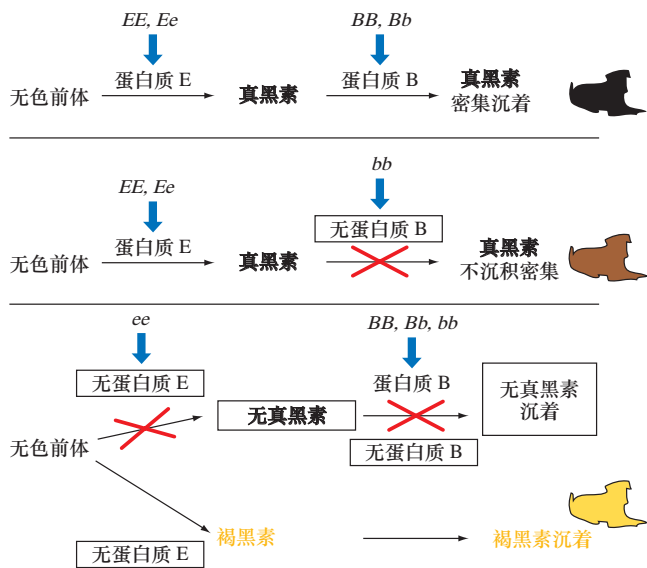 EE, Ee
BB, Bb
蛋白质 E
蛋白质 B
无色前体
真黑素
真黑素
密集沉着
EE, Ee
bb
蛋白质 E
无蛋白质 B
无色前体
真黑素
真黑素
不沉积密集
ee
BB, Bb, bb
无蛋白质 E
蛋白质 B
无真黑素
无真黑素
沉着
无色前体
无蛋白质 B
褐黑素
褐黑素沉着
无蛋白质 E